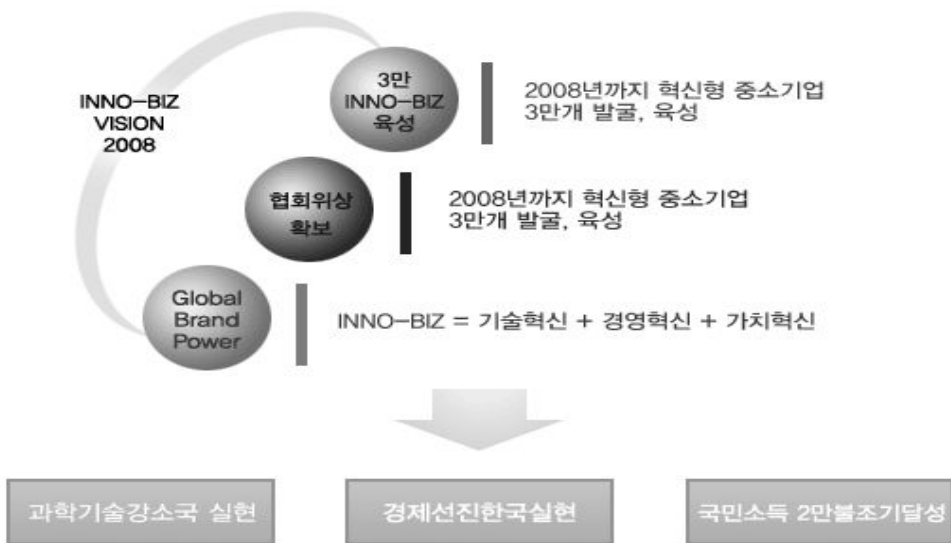 INNO-BIZ
VISION
2008
3만
INNO-BIZ
육성
2008년까지 혁신형 중소기업
3만개 발굴, 육성
협회위상
확보
2008년까지 혁신형 중소기업
3만개 발굴, 육성
Global
Brand
Power
INNO-BIZ = 기술혁신 + 경영혁신 + 가치혁신
과학기술강소국 실현
경제선진한국실현
국민소득 2만불조기달성